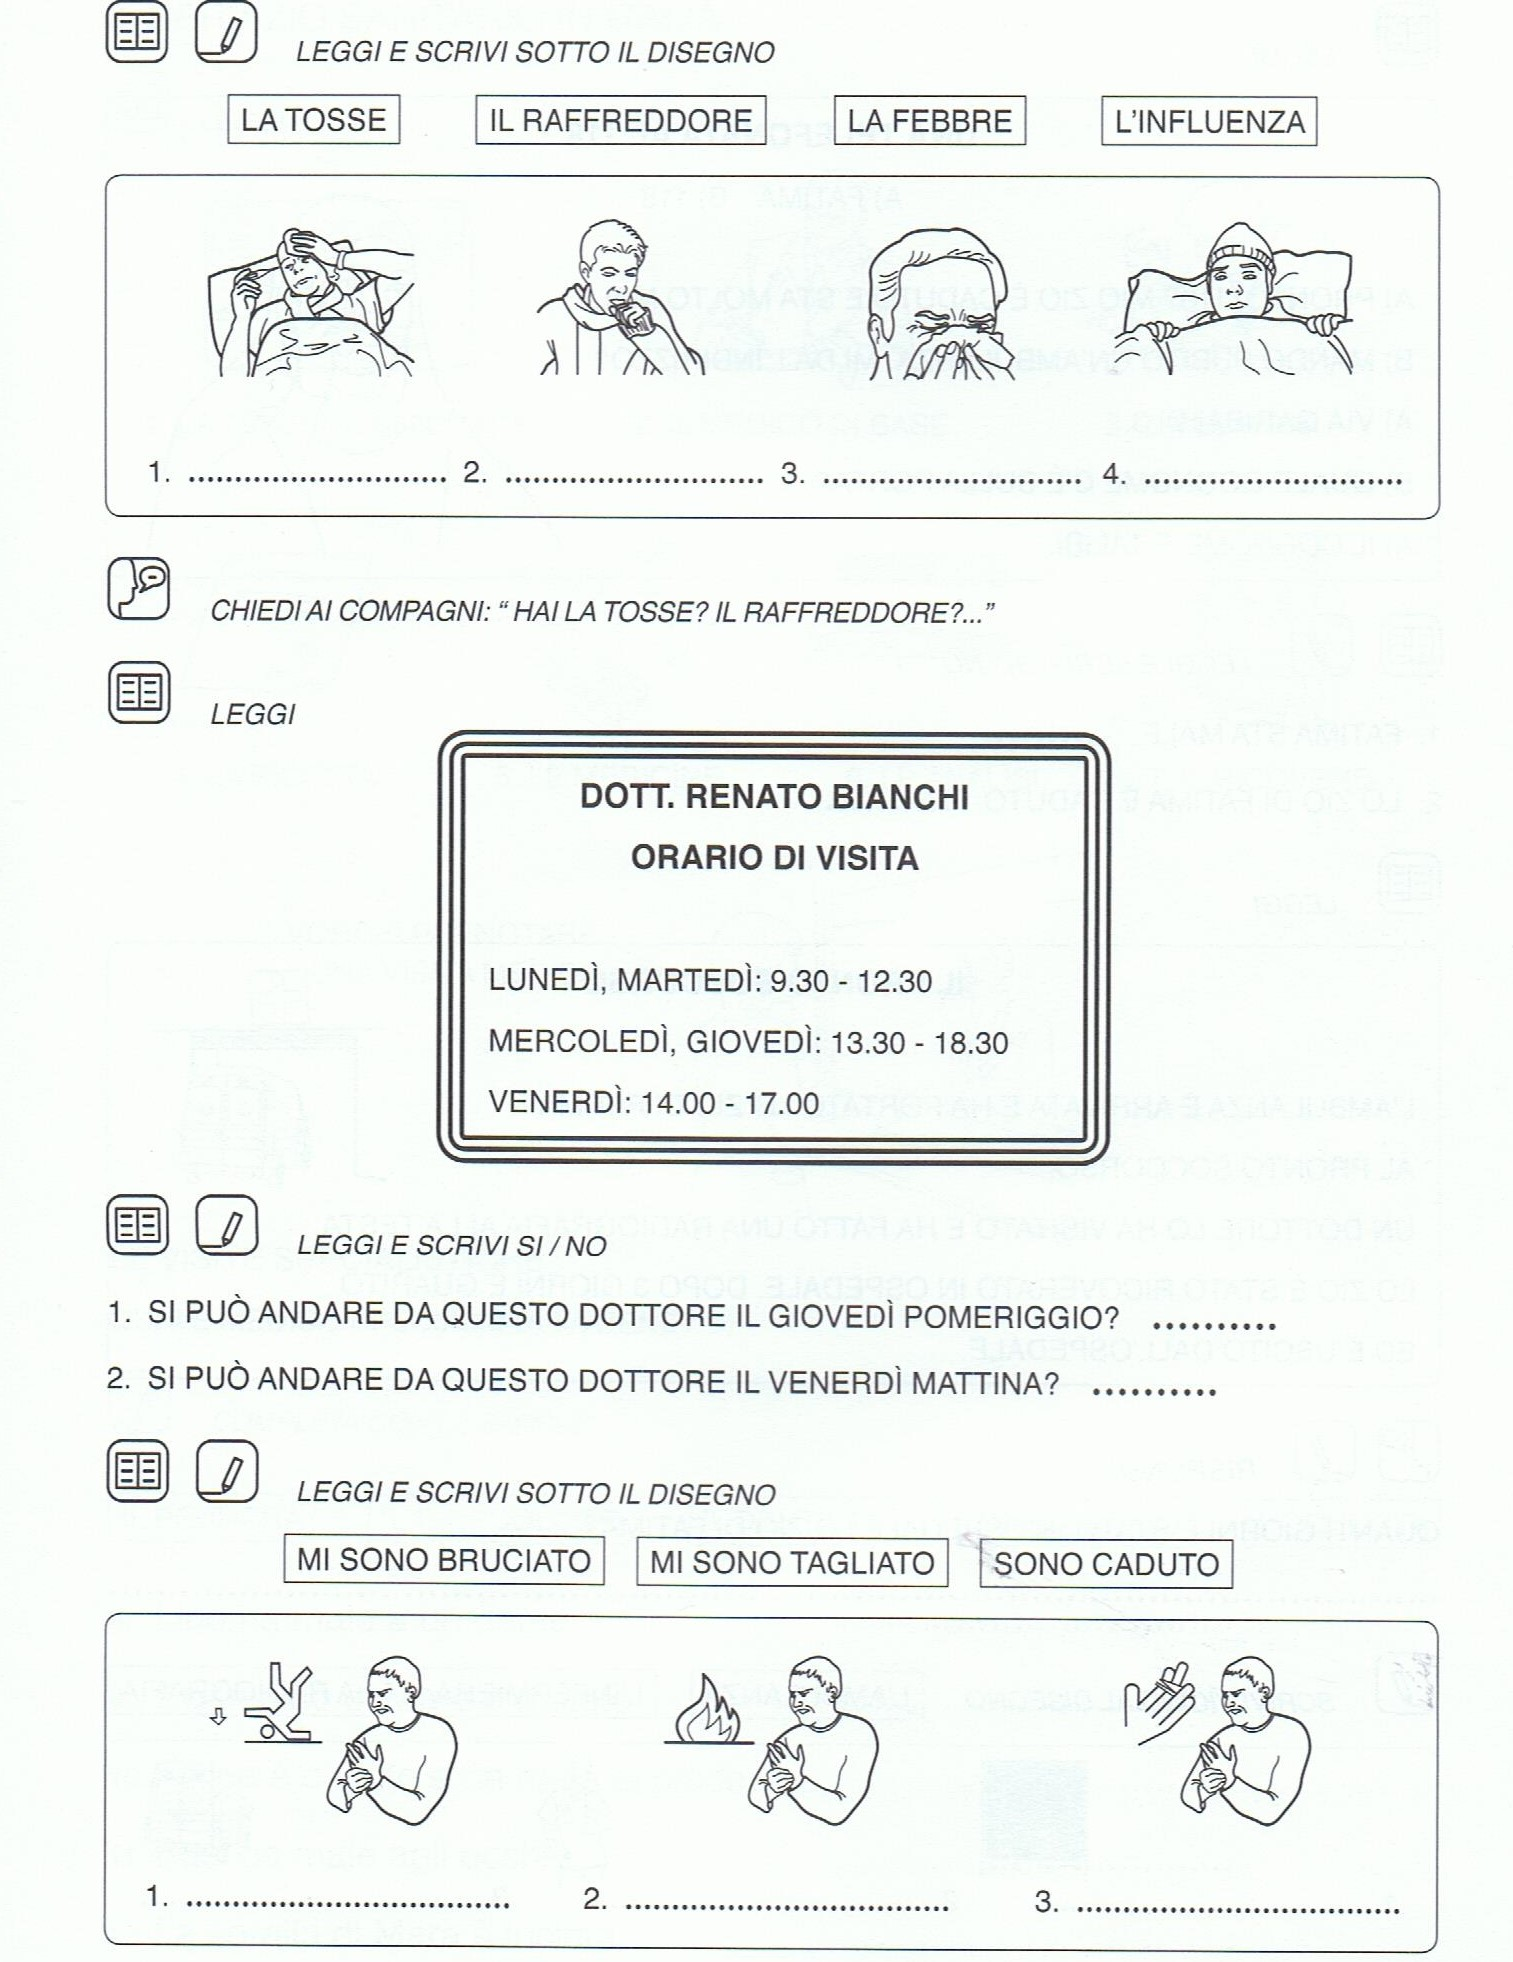 LEGGI E SCRIVI SOTTO IL DISEGNO
LA TOSSE IL RAFFREDDORE LA FEBBRE L'INFLUENZA
1. .......................... 2. .......................... 3. .......................... 4. ..........................
CHIEDI AI COMPAGNI: “ HAI LA TOSSE? IL RAFFREDDORE?...”
LEGGI
DOTT. RENATO BIANCHI
ORARIO DI VISITA
LUNEDÌ, MARTEDÌ: 9.30 - 12.30
MERCOLEDÌ, GIOVEDÌ: 13.30 - 18.30
VENERDÌ: 14.00 - 17.00
LEGGI E SCRIVI SI / NO
1. SI PUÒ ANDARE DA QUESTO DOTTORE IL GIOVEDÌ POMERIGGIO? ..........
2. SI PUÒ ANDARE DA QUESTO DOTTORE IL VENERDÌ MATTINA? ..........
LEGGI E SCRIVI SOTTO IL DISEGNO
MI SONO BRUCIATO MI SONO TAGLIATO SONO CADUTO
1. ................................ 2. ................................ 3. ................................